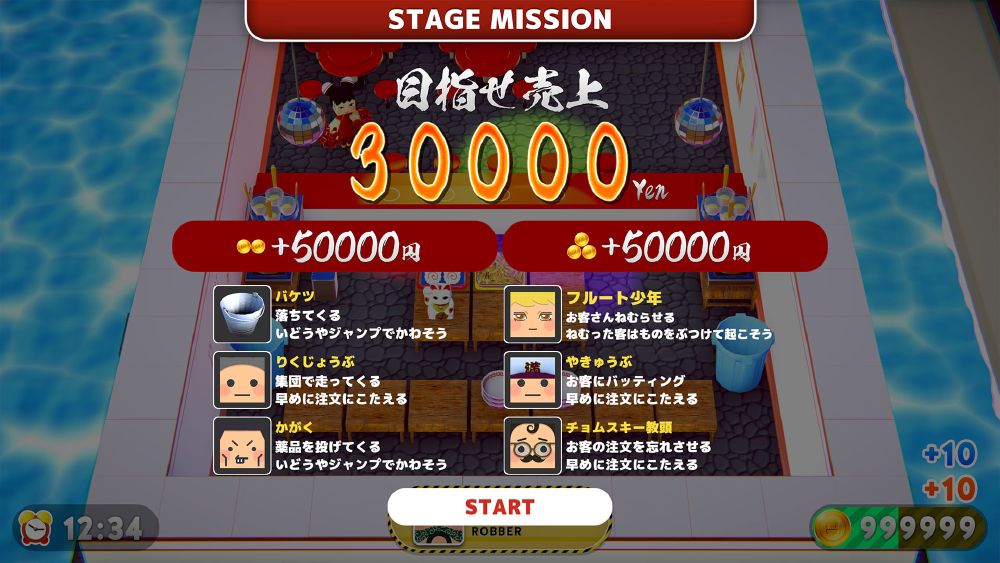 STAGE MISSION
目指せ売上
30000
Yen
+50000円
+50000円
バケツ
落ちてくる
いどうやジャンプでかわそう
フルート少年
お客さんねむらせる
ねむった客はものをぶつけて起こそう
りくじょうぶ
集団で走ってくる
早めに注文にこたえる
やきゅうぶ
お客にバッティング
早めに注文にこたえる
かがく
薬品を投げてくる
いどうやジャンプでかわそう
チョムスキー教頭
お客の注文を忘れさせる
早めに注文にこたえる
+10
+10
START
ROBBER
12:34
999999